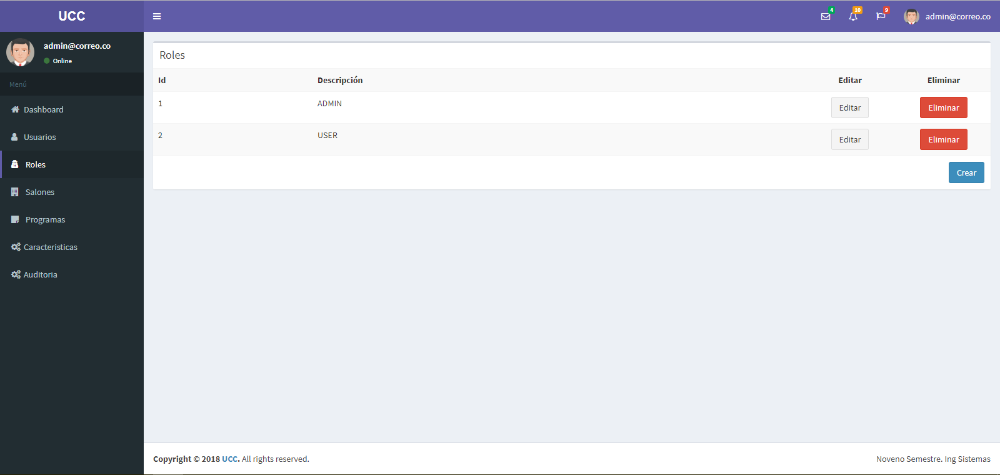 UCC
4
10
9
admin@correo.co
admin@correo.co
Online
Menú
Dashboard
Usuarios
Roles
Salones
Programas
Caracteristicas
Auditoria
Roles
Id Descripción Editar Eliminar
1 ADMIN Editar Eliminar
2 USER Editar Eliminar
Crear
Copyright © 2018 UCC. All rights reserved.
Noveno Semestre. Ing Sistemas